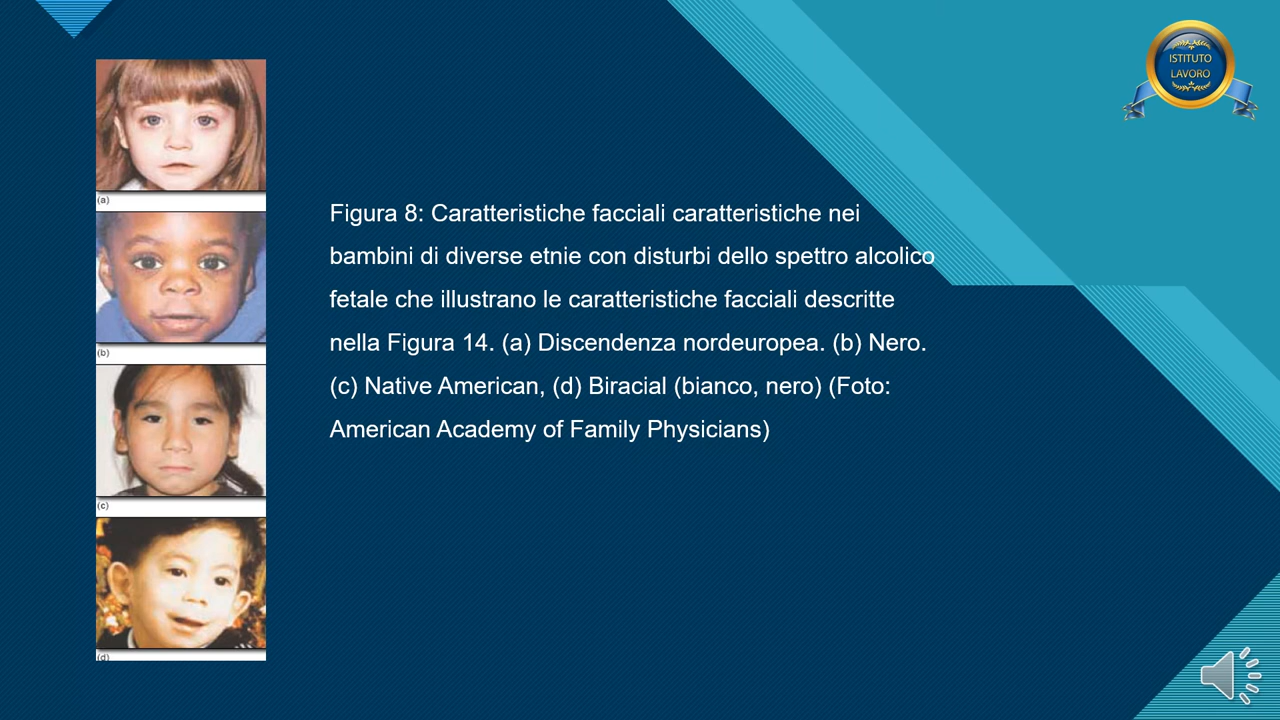 ISTITUTO
LAVORO
(a)
(b)
(c)
(d)
Figura 8: Caratteristiche facciali caratteristiche nei
bambini di diverse etnie con disturbi dello spettro alcolico
fetale che illustrano le caratteristiche facciali descritte
nella Figura 14. (a) Discendenza nordeuropea. (b) Nero.
(c) Native American, (d) Biracial (bianco, nero) (Foto:
American Academy of Family Physicians)